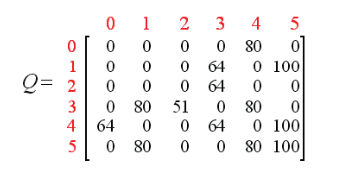 0 1 2 3 4 5
0 0 0 0 0 80 0
1 0 0 0 64 0 100
Q= 2 0 0 0 64 0 0
3 0 80 51 0 80 0
4 64 0 0 64 0 100
5 0 80 0 0 80 100